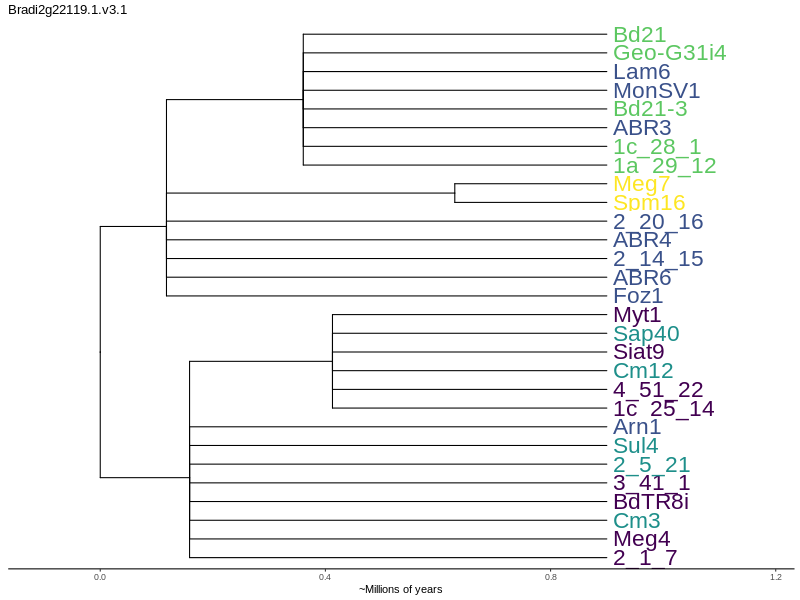 Bradi2g22119.1.v3.1
Bd21
Geo-G31i4
Lam6
MonSV1
Bd21-3
ABR3
1c_28_1
1a_29_12
Meg7
Spm16
2_20_16
ABR4
2_14_15
ABR6
Foz1
Myt1
Sap40
Siat9
Cm12
4_51_22
1c_25_14
Arn1
Sul4
2_5_21
3_41_1
BdTR8i
Cm3
Meg4
2_1_7
0.0 0.4 0.8 1.2
~Millions of years